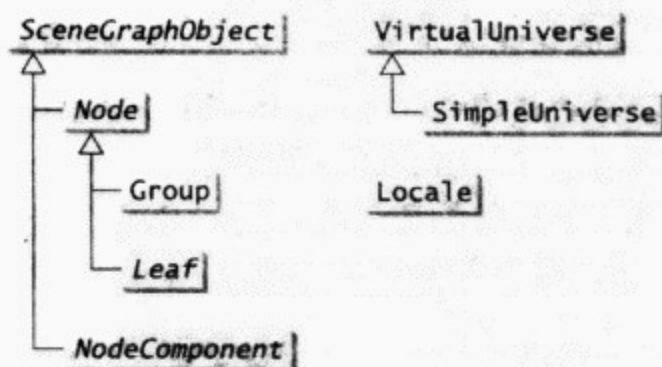 SceneGraphObject
VirtualUniverse
Node
SimpleUniverse
Group
Locale
Leaf
NodeComponent